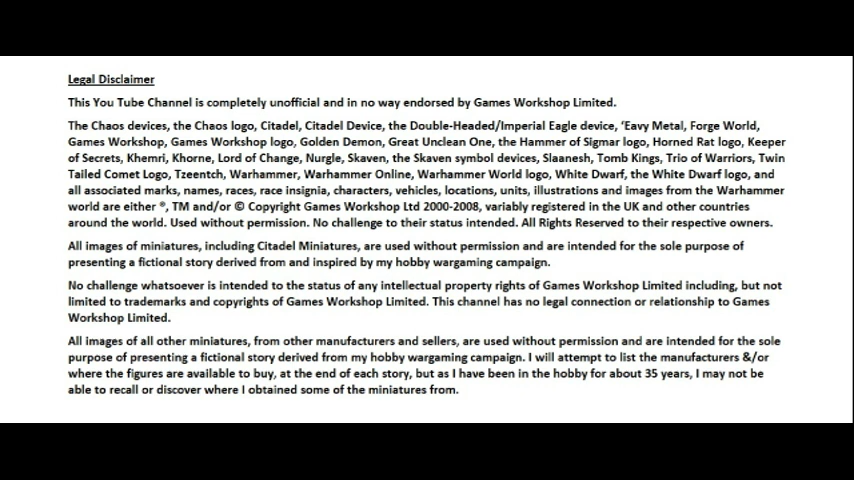 Legal Disclaimer
This You Tube Channel is completely unofficial and in no way endorsed by Games Workshop Limited.
The Chaos devices, the Chaos logo, Citadel, Citadel Device, the Double-Headed/Imperial Eagle device, ‘Eavy Metal, Forge World,
Games Workshop, Games Workshop logo, Golden Demon, Great Unclean One, the Hammer of Sigmar logo, Horned Rat logo, Keeper
of Secrets, Khemri, Khorne, Lord of Change, Nurgle, Skaven, the Skaven symbol devices, Slaanesh, Tomb Kings, Trio of Warriors, Twin
Tailed Comet Logo, Tzeentch, Warhammer, Warhammer Online, Warhammer World logo, White Dwarf, the White Dwarf logo, and
all associated marks, names, races, race insignia, characters, vehicles, locations, units, illustrations and images from the Warhammer
world are either ®, TM and/or © Copyright Games Workshop Ltd 2000-2008, variably registered in the UK and other countries
around the world. Used without permission. No challenge to their status intended. All Rights Reserved to their respective owners.
All images of miniatures, including Citadel Miniatures, are used without permission and are intended for the sole purpose of
presenting a fictional story derived from and inspired by my hobby wargaming campaign.
No challenge whatsoever is intended to the status of any intellectual property rights of Games Workshop Limited including, but not
limited to trademarks and copyrights of Games Workshop Limited. This channel has no legal connection or relationship to Games
Workshop Limited.
All images of all other miniatures, from other manufacturers and sellers, are used without permission and are intended for the sole
purpose of presenting a fictional story derived from my hobby wargaming campaign. I will attempt to list the manufacturers &/or
where the figures are available to buy, at the end of each story, but as I have been in the hobby for about 35 years, I may not be
able to recall or discover where I obtained some of the miniatures from.